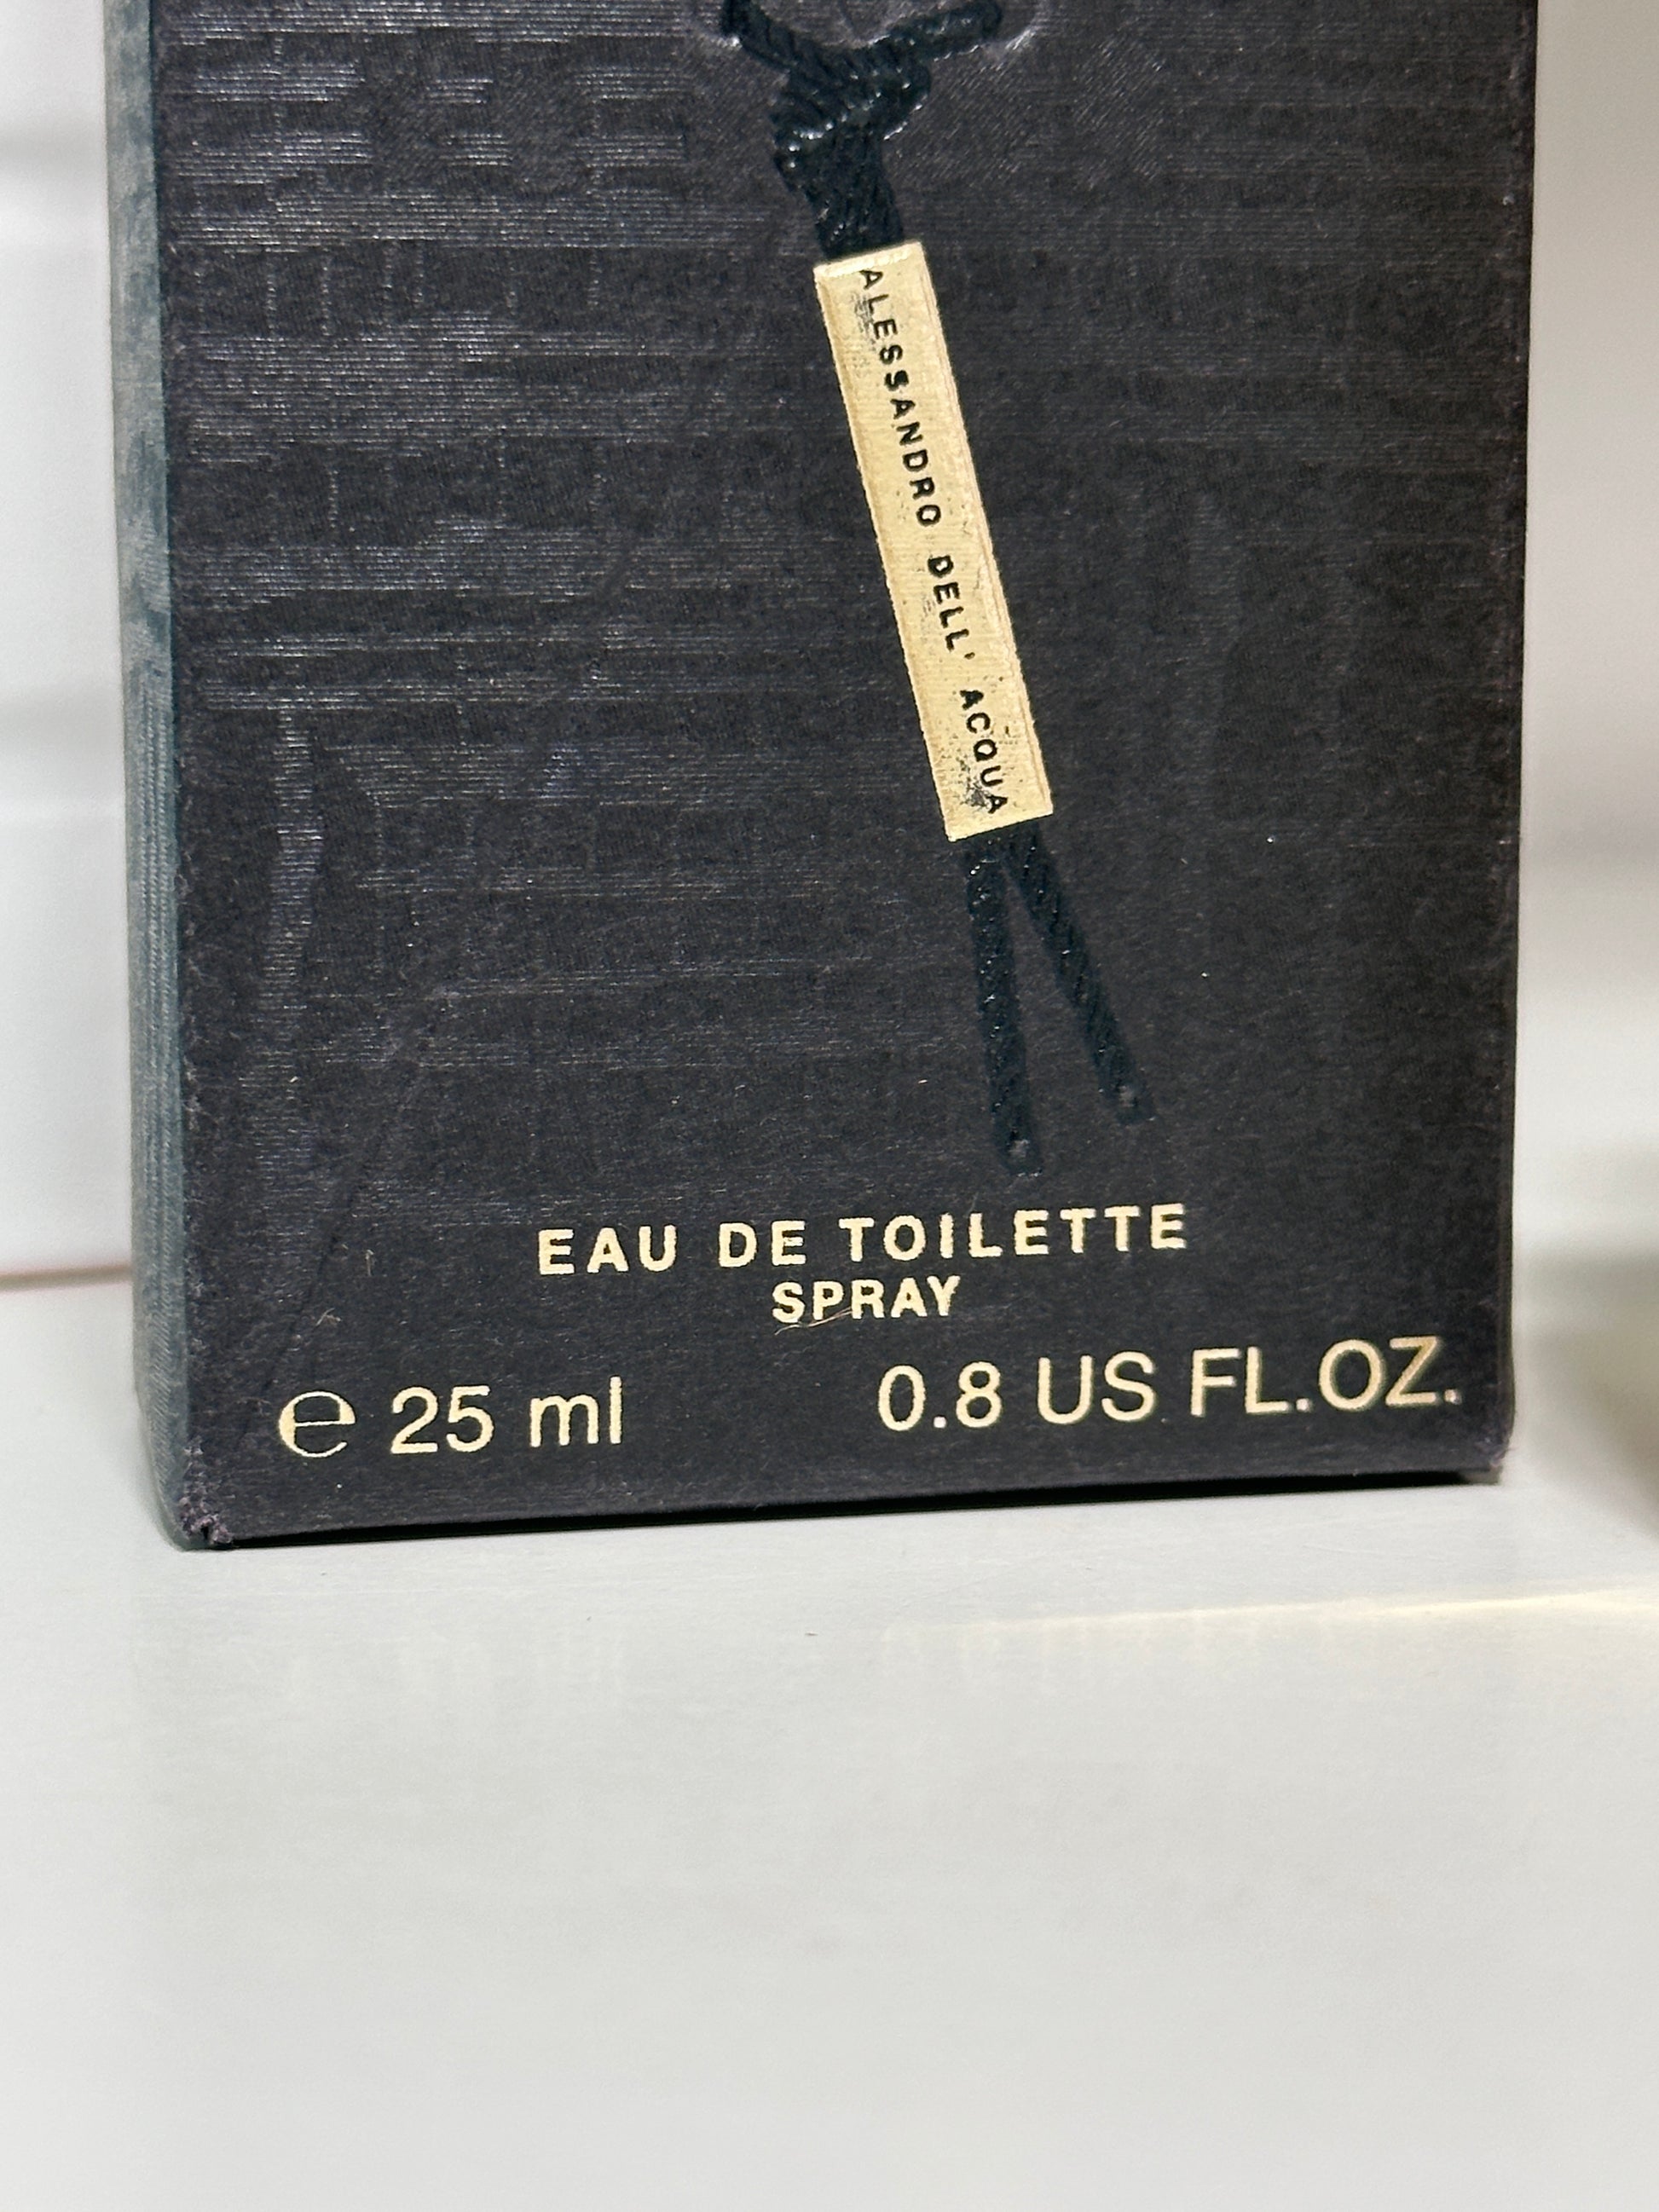 ALESSANDRO DELL' ACQUA
EAU DE TOILETTE
SPRAY
℮ 25 ml
0.8 US FL.OZ.